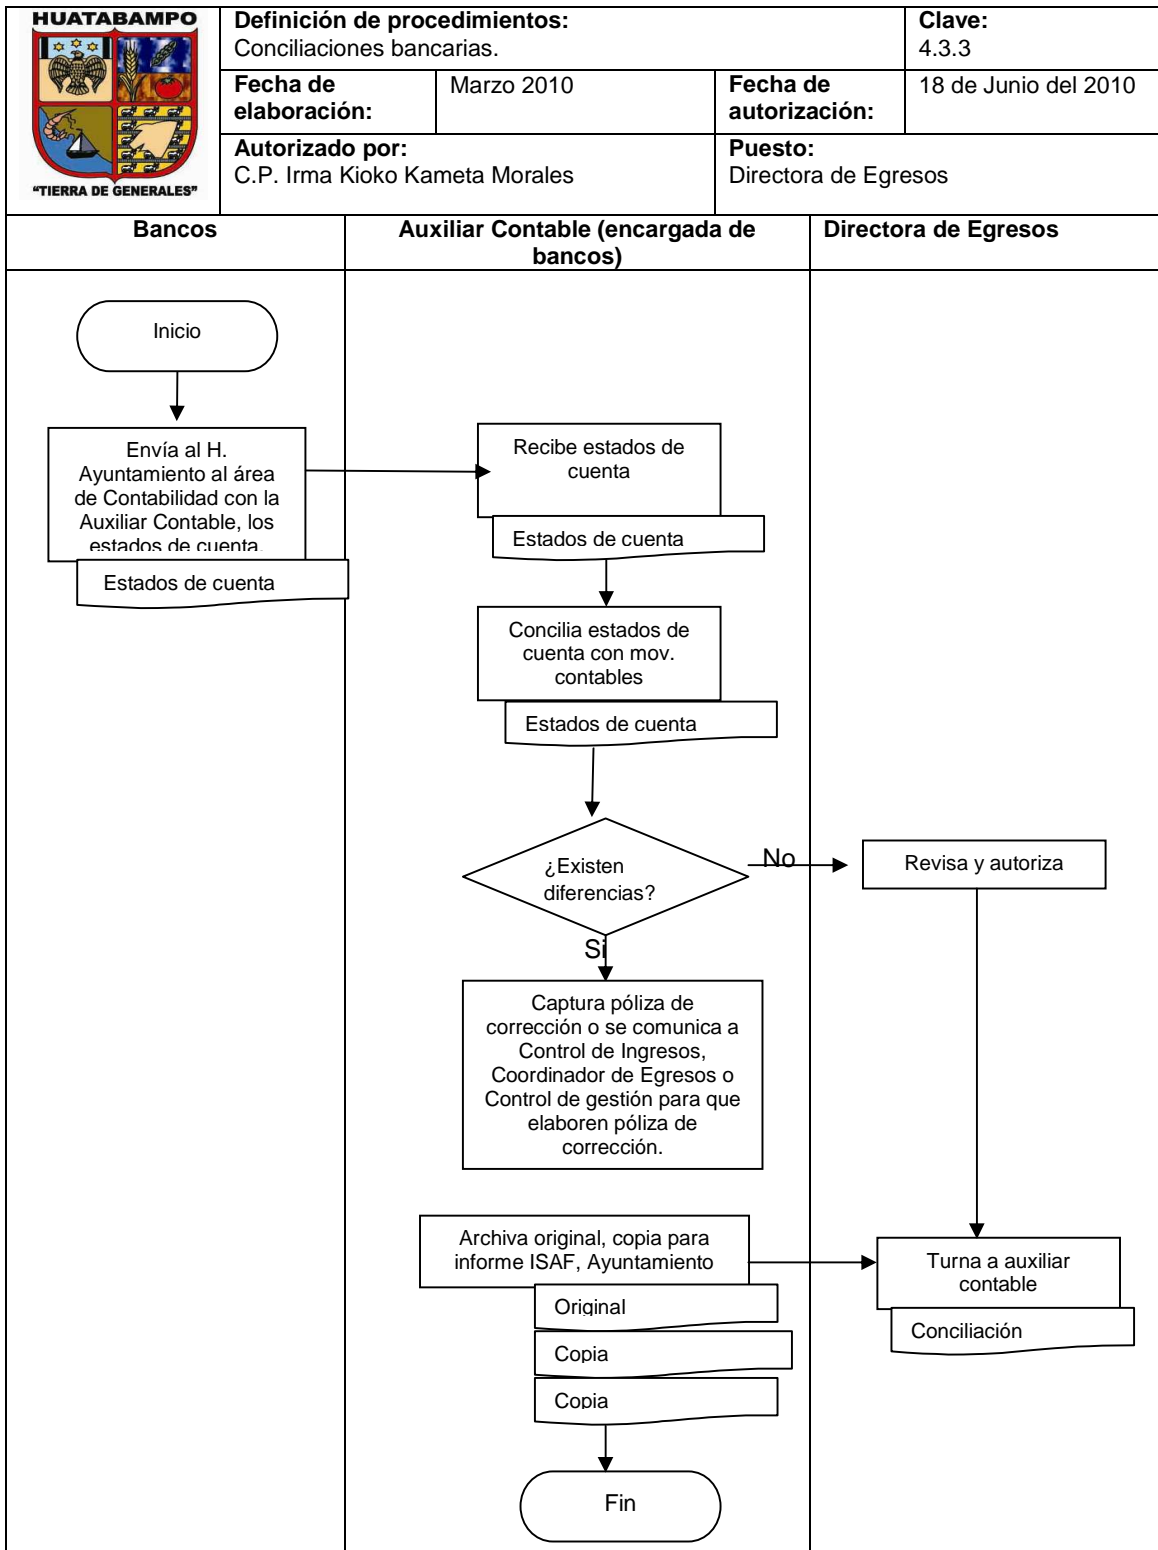 HUATABAMPO
"TIERRA DE GENERALES"
Definición de procedimientos:
Conciliaciones bancarias.
Clave:
4.3.3
Fecha de
elaboración:
Marzo 2010
Fecha de
autorización:
18 de Junio del 2010
Autorizado por:
C.P. Irma Kioko Kameta Morales
Puesto:
Directora de Egresos
Bancos
Auxiliar Contable (encargada de
bancos)
Directora de Egresos
Inicio
Envía al H.
Ayuntamiento al área
de Contabilidad con la
Auxiliar Contable, los
estados de cuenta.
Estados de cuenta
Recibe estados de
cuenta
Estados de cuenta
Concilia estados de
cuenta con mov.
contables
Estados de cuenta
¿Existen
diferencias?
No
Revisa y autoriza
Si
Captura póliza de
corrección o se comunica a
Control de Ingresos,
Coordinador de Egresos o
Control de gestión para que
elaboren póliza de
corrección.
Archiva original, copia para
informe ISAF, Ayuntamiento
Original
Copia
Copia
Turna a auxiliar
contable
Conciliación
Fin